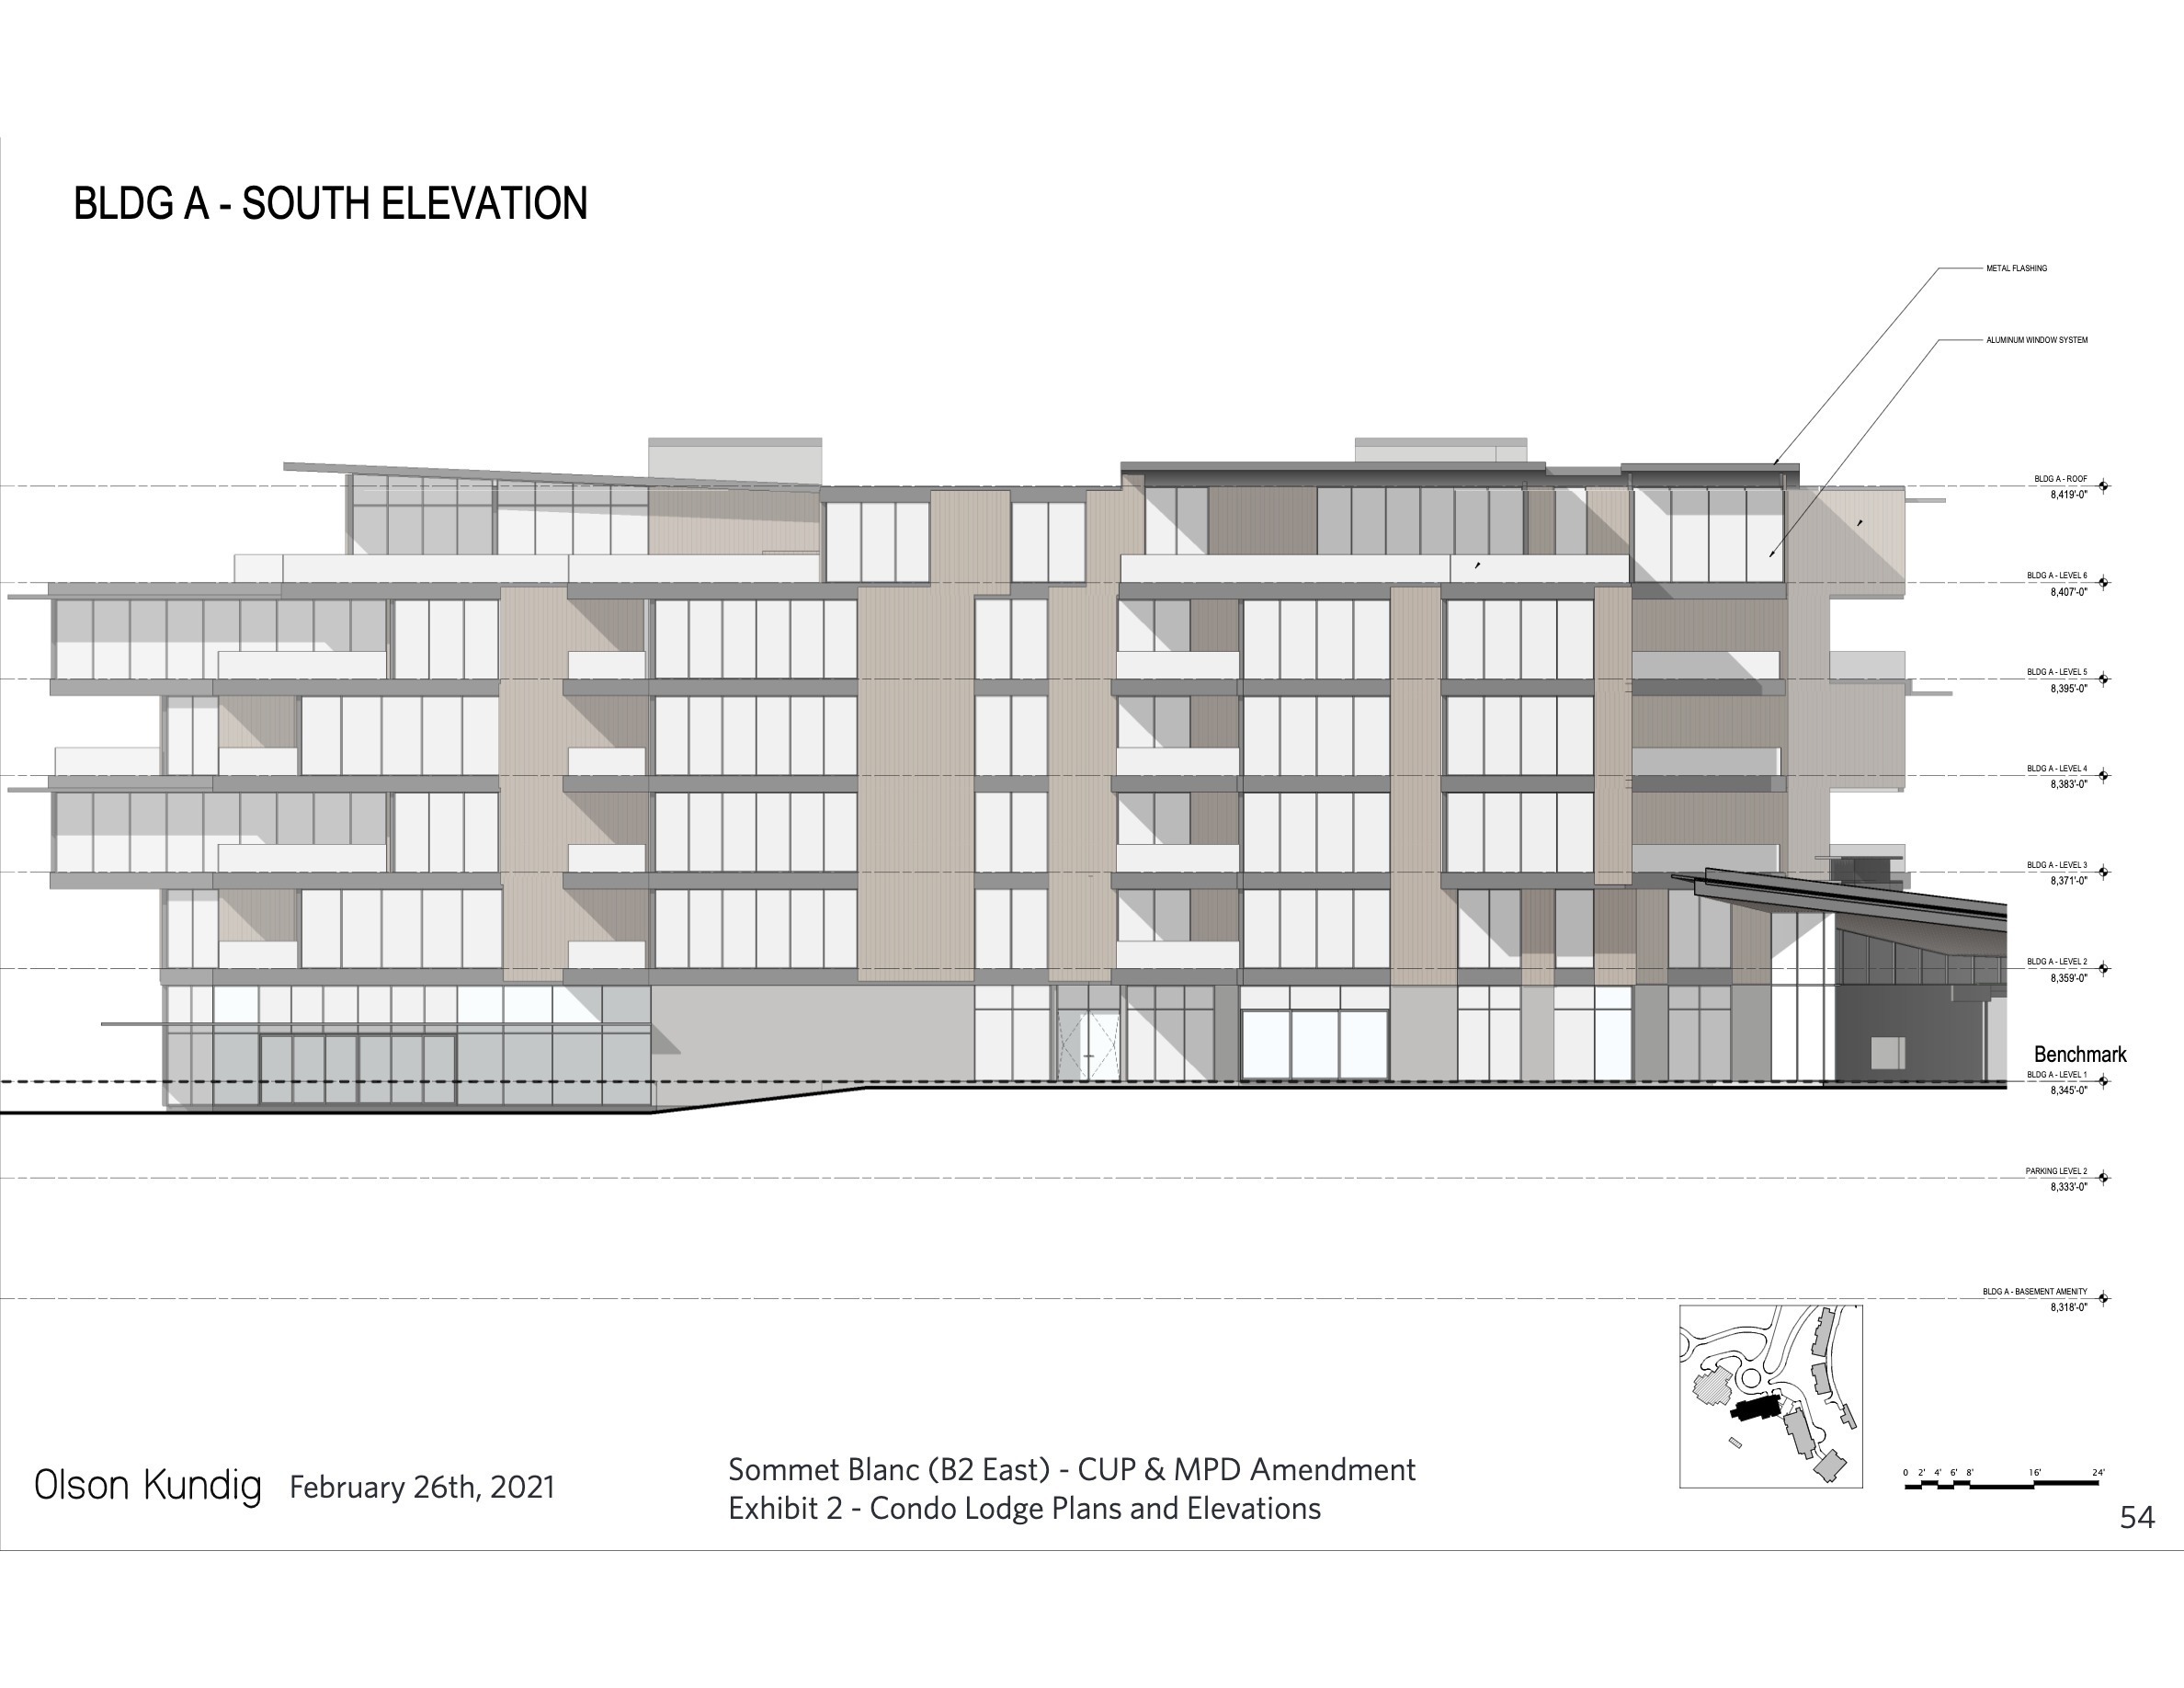 BLDG A - SOUTH ELEVATION
METAL FLASHING
ALUMINUM WINDOW SYSTEM
BLDG A - ROOF
8,419'-0"
BLDG A - LEVEL 6
8,407'-0"
BLDG A - LEVEL 5
8,395'-0"
BLDG A - LEVEL 4
8,383'-0"
BLDG A - LEVEL 3
8,371'-0"
BLDG A - LEVEL 2
8,359'-0"
Benchmark
BLDG A - LEVEL 1
8,345'-0"
PARKING LEVEL 2
8,333'-0"
BLDG A - BASEMENT AMENITY
8,318'-0"
Olson Kundig February 26th, 2021
Sommet Blanc (B2 East) - CUP & MPD Amendment
Exhibit 2 - Condo Lodge Plans and Elevations
0 2' 4' 6' 8' 16' 24'
54